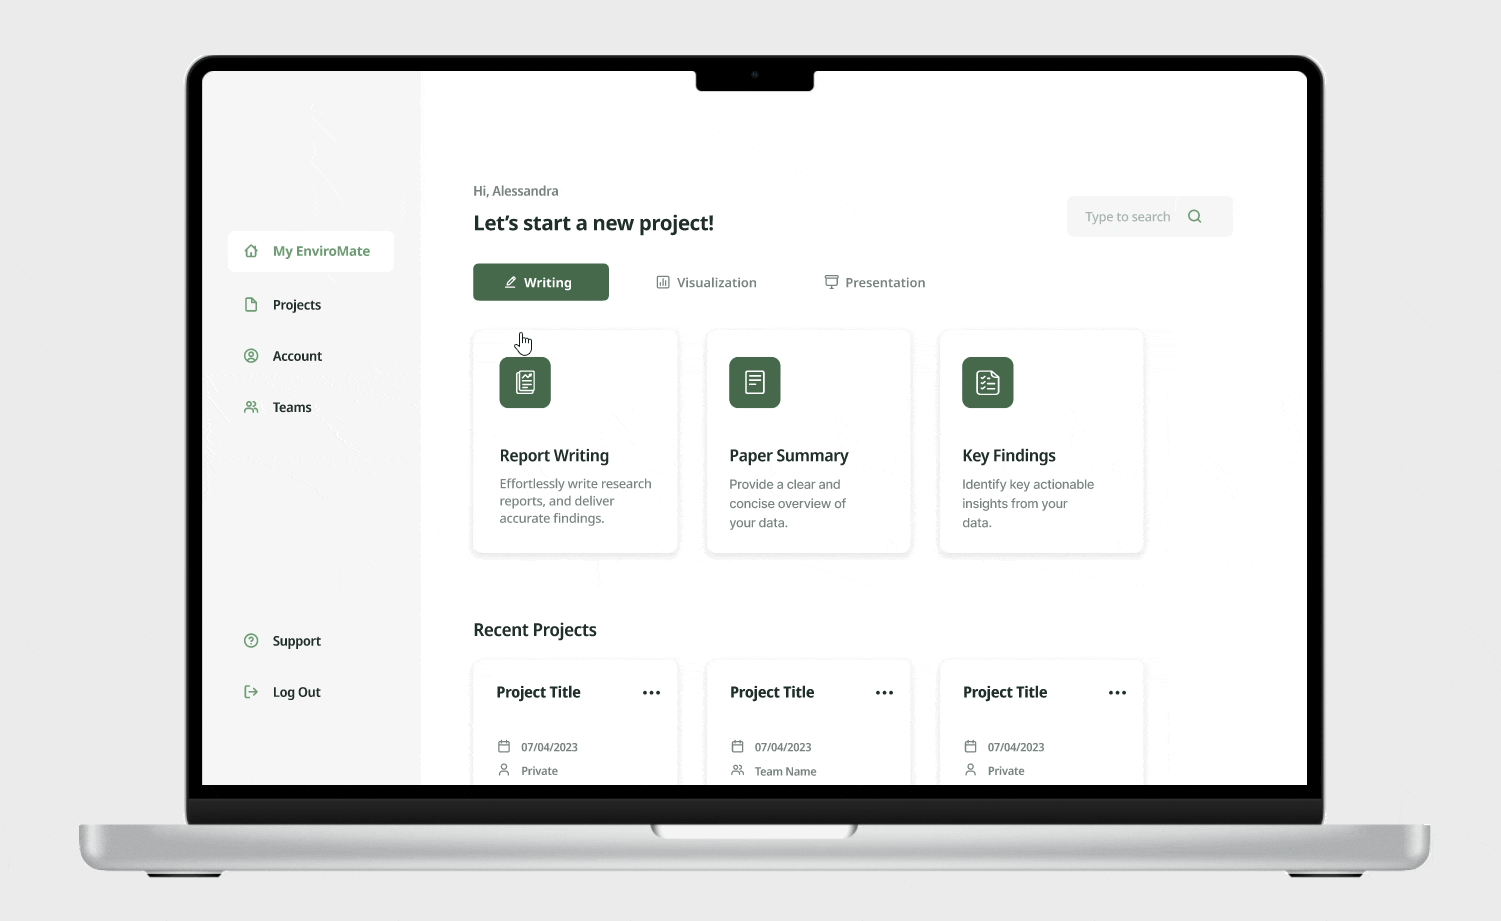 Hi, Alessandra
Let's start a new project!
Type to search
My EnviroMate
Projects
Account
Teams
Support
Log Out
Writing
Visualization
Presentation
Report Writing
Effortlessly write research
reports, and deliver
accurate findings.
Paper Summary
Provide a clear and
concise overview of
your data.
Key Findings
Identify key actionable
insights from your
data.
Recent Projects
Project Title
07/04/2023
Private
Project Title
07/04/2023
Team Name
Project Title
07/04/2023
Private